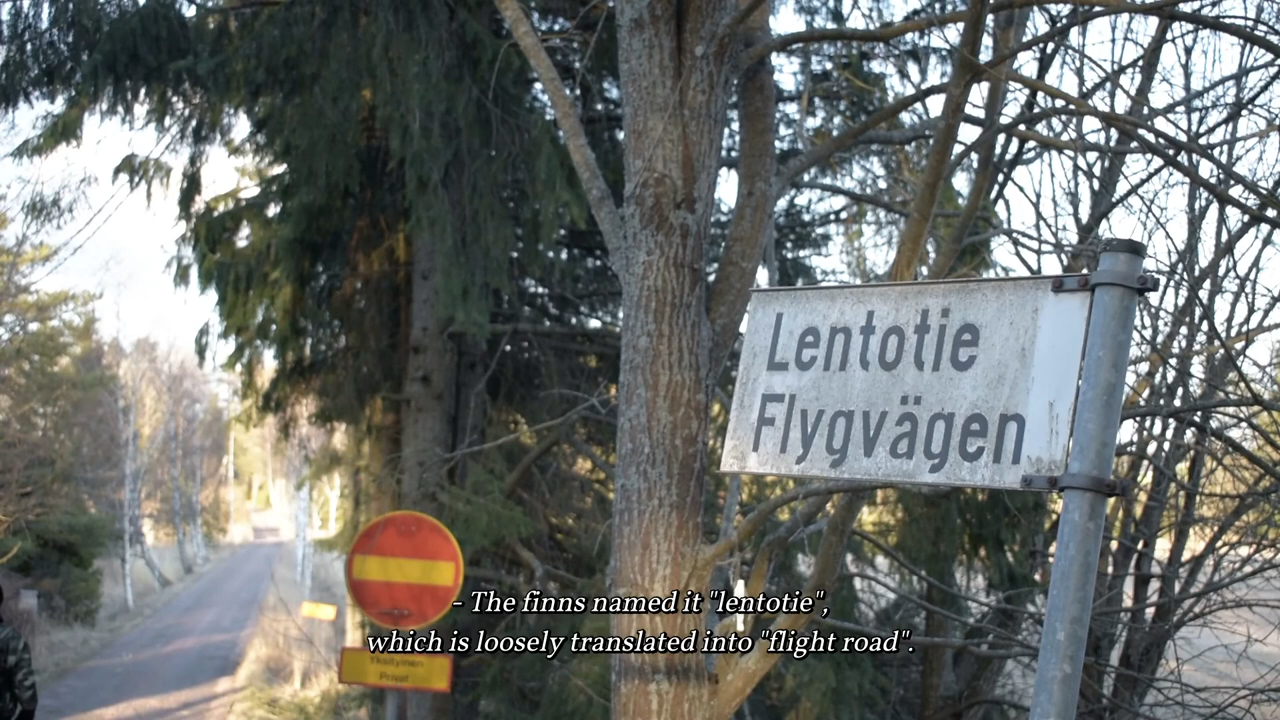 Lentotie
Flygvägen
- The finns named it "lentotie",
which is loosely translated into "flight road".
Yksityinen
Privat